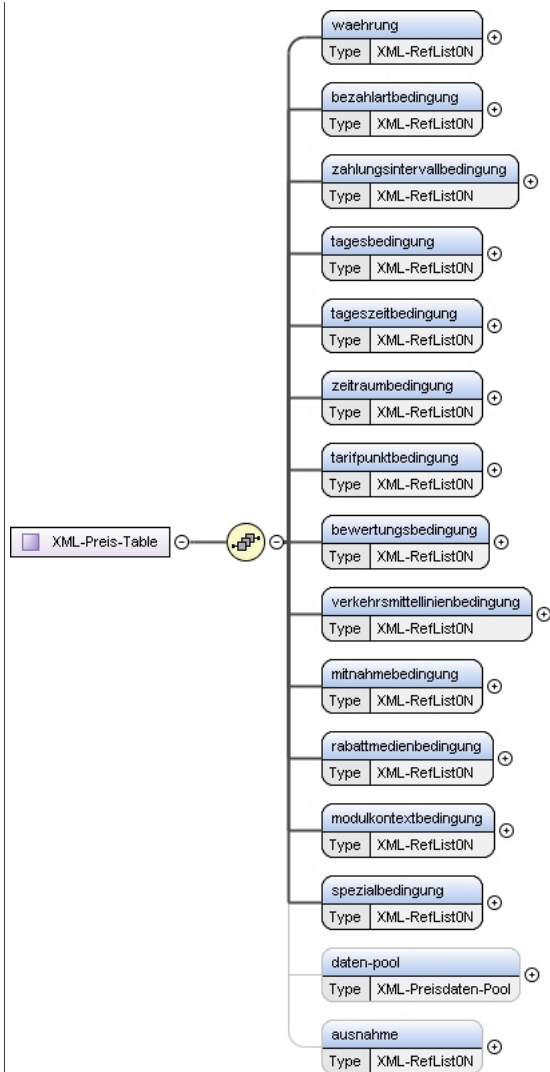 waehrung
Type XML-RefList0N
bezahlartbedingung
Type XML-RefList0N
zahlungsintervallbedingung
Type XML-RefList0N
tagesbedingung
Type XML-RefList0N
tageszeitbedingung
Type XML-RefList0N
zeitraumbedingung
Type XML-RefList0N
tarifpunktbedingung
Type XML-RefList0N
XML-Preis-Table
bewertungsbedingung
Type XML-RefList0N
verkehrsmittellinienbedingung
Type XML-RefList0N
mitnahmebedingung
Type XML-RefList0N
rabattmedienbedingung
Type XML-RefList0N
modulkontextbedingung
Type XML-RefList0N
spezialbedingung
Type XML-RefList0N
daten-pool
Type XML-Preisdaten-Pool
ausnahme
Type XML-RefList0N